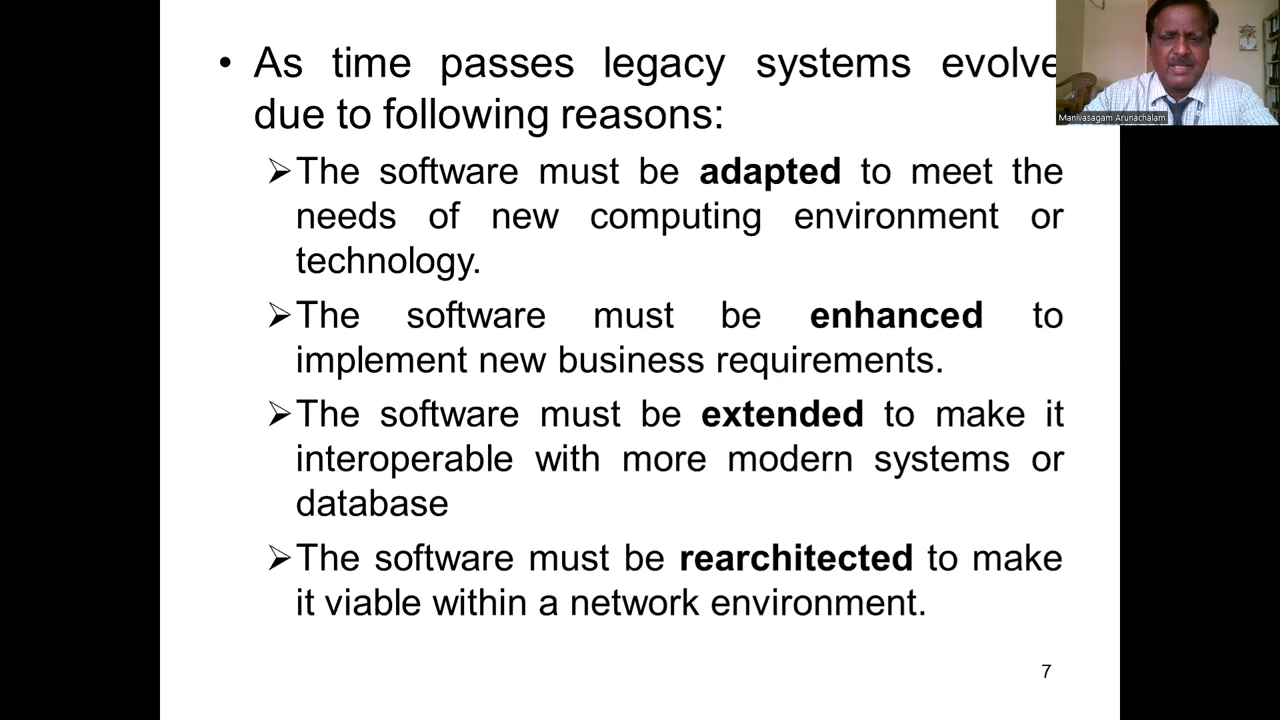 • As time passes legacy systems evolve
due to following reasons:
➢The software must be adapted to meet the
needs of new computing environment or
technology.
➢The software must be enhanced to
implement new business requirements.
➢The software must be extended to make it
interoperable with more modern systems or
database
➢The software must be rearchitected to make
it viable within a network environment.
7
Manivasagam Arunachalam